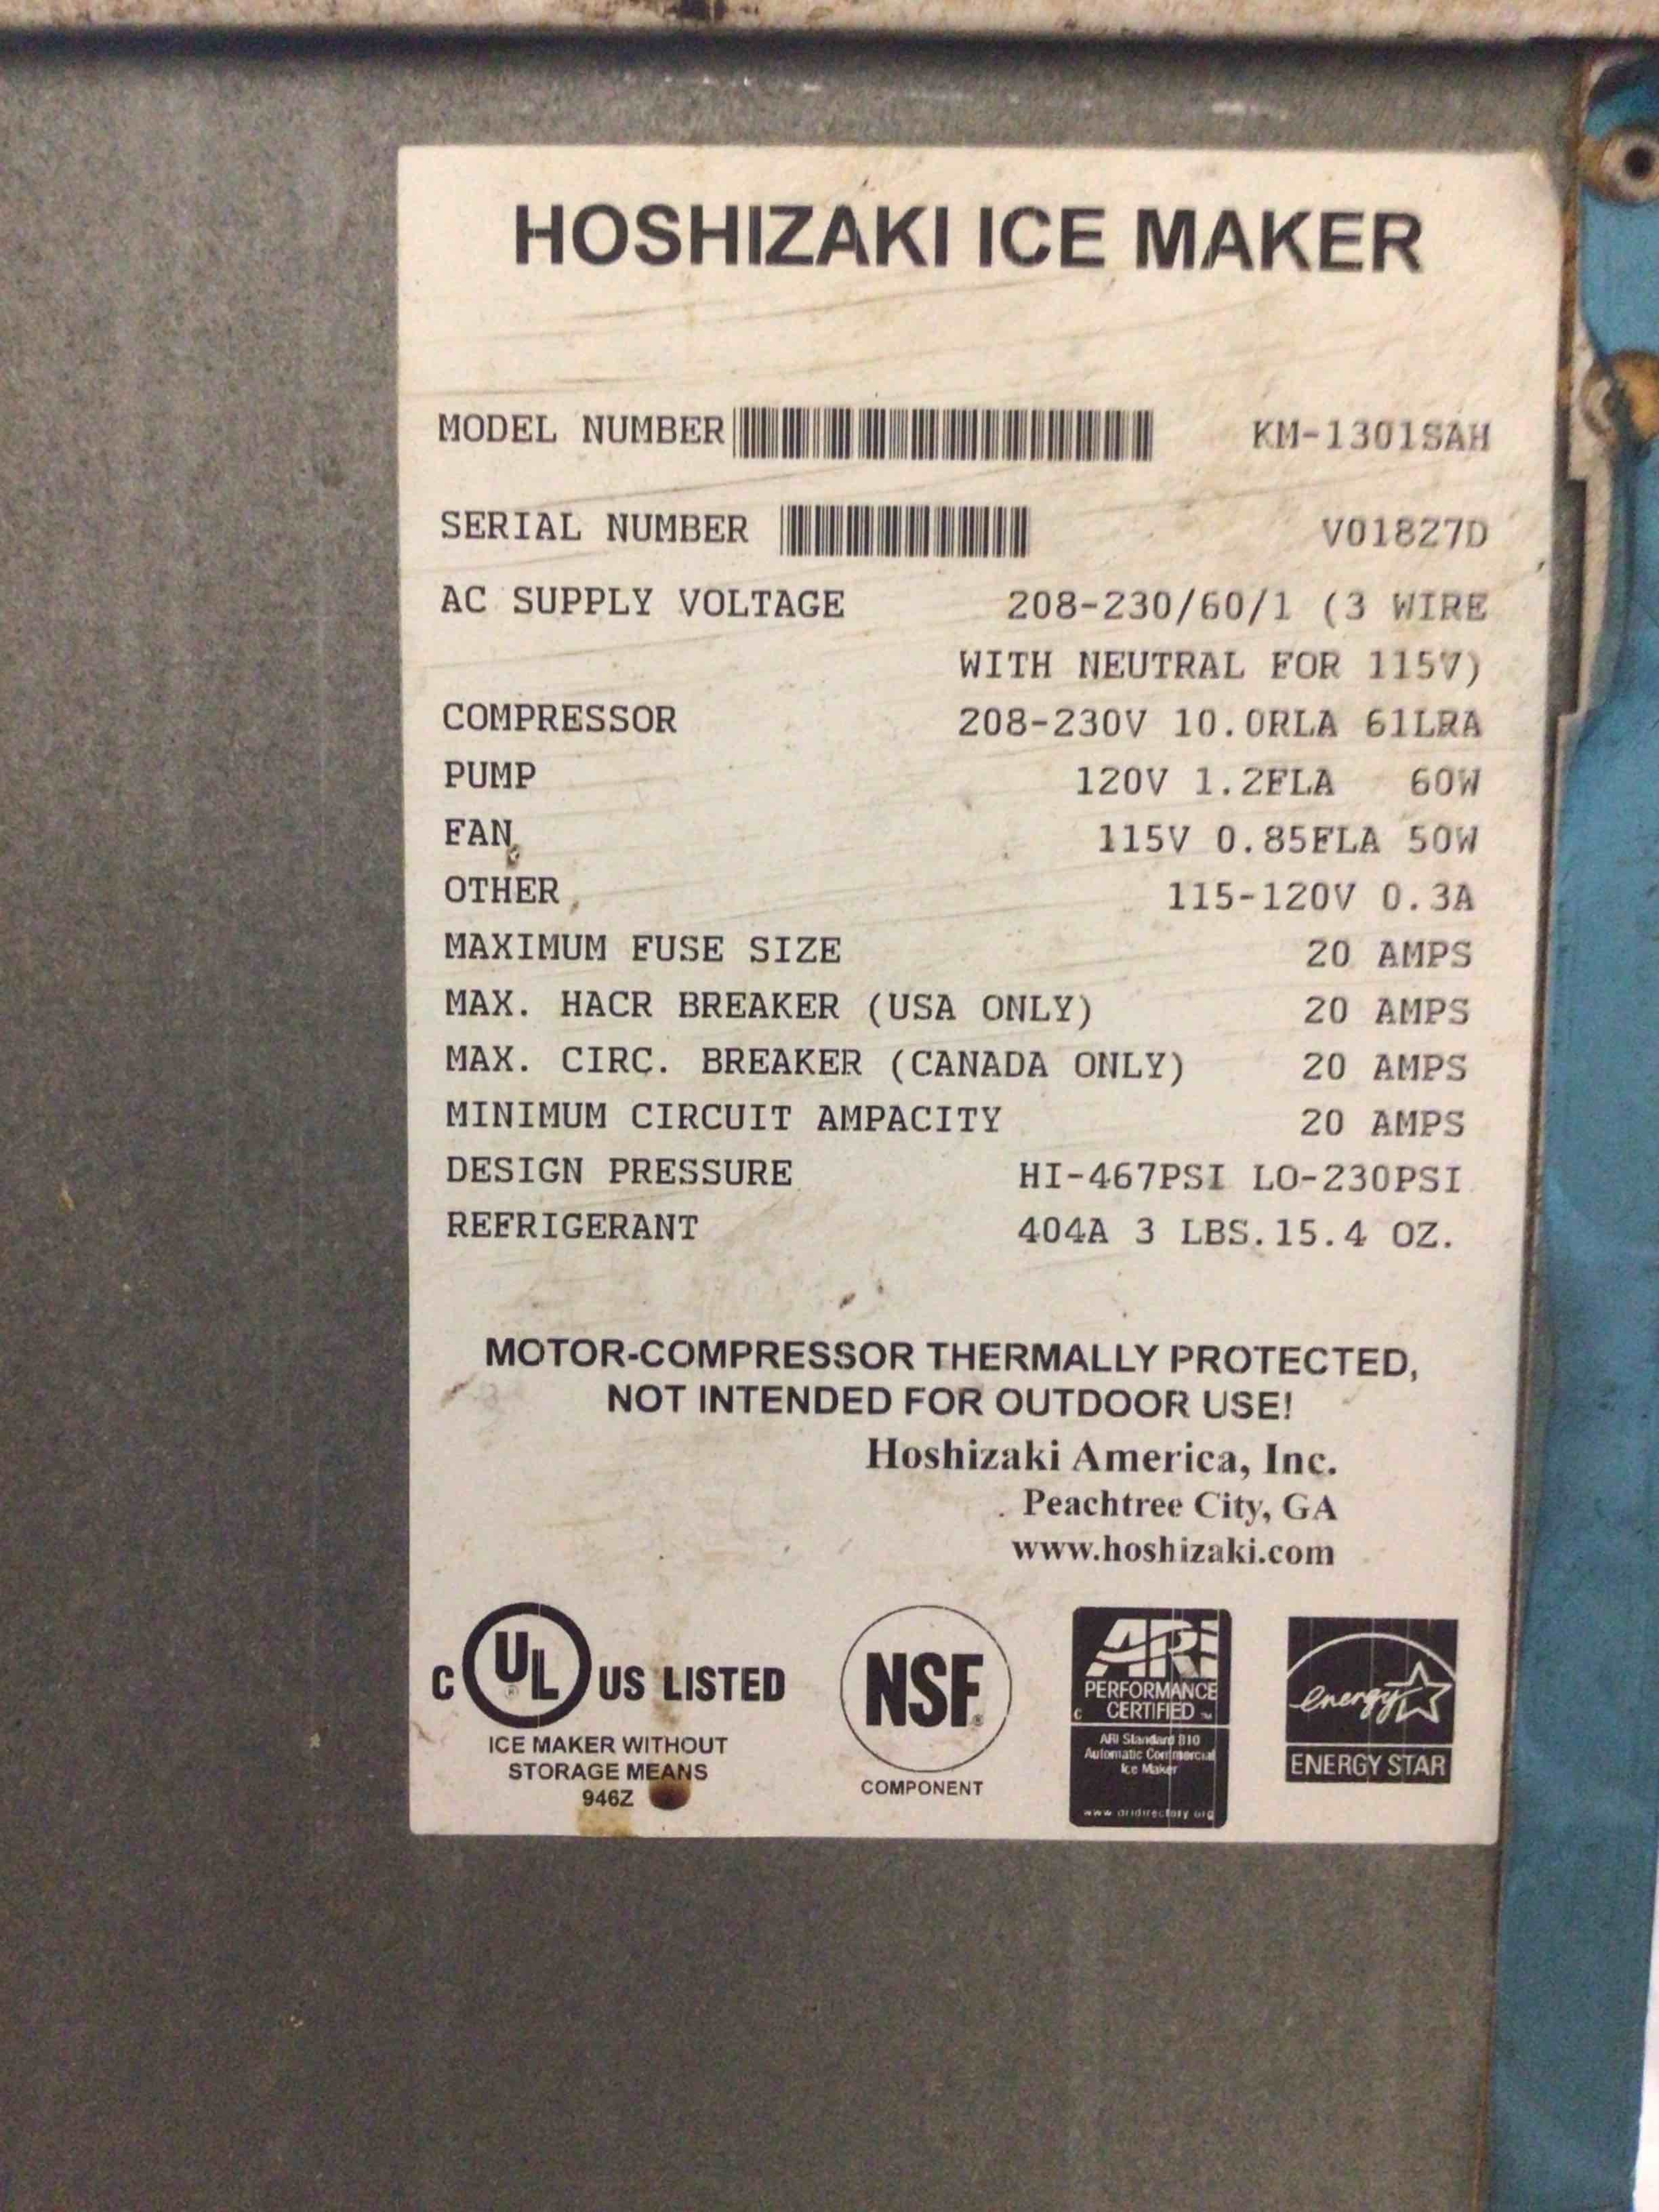 HOSHIZAKI ICE MAKER
MODEL NUMBER KM-1301SAH
SERIAL NUMBER V01827D
AC SUPPLY VOLTAGE 208-230/60/1 (3 WIRE
WITH NEUTRAL FOR 115V)
COMPRESSOR 208-230V 10.0RLA 61LRA
PUMP 120V 1.2FLA 60W
FAN 115V 0.85FLA 50W
OTHER 115-120V 0.3A
MAXIMUM FUSE SIZE 20 AMPS
MAX. HACR BREAKER (USA ONLY) 20 AMPS
MAX. CIRC. BREAKER (CANADA ONLY) 20 AMPS
MINIMUM CIRCUIT AMPACITY 20 AMPS
DESIGN PRESSURE HI-467PSI LO-230PSI
REFRIGERANT 404A 3 LBS.15.4 OZ.
MOTOR-COMPRESSOR THERMALLY PROTECTED,
NOT INTENDED FOR OUTDOOR USE!
Hoshizaki America, Inc.
Peachtree City, GA
www.hoshizaki.com
C UL® US LISTED
ICE MAKER WITHOUT
STORAGE MEANS
946Z
NSF®
COMPONENT
ARI
PERFORMANCE
C CERTIFIED™
ARI Standard 810
Automatic Commercial
Ice Maker
www.aridirectory.org
energy
ENERGY STAR